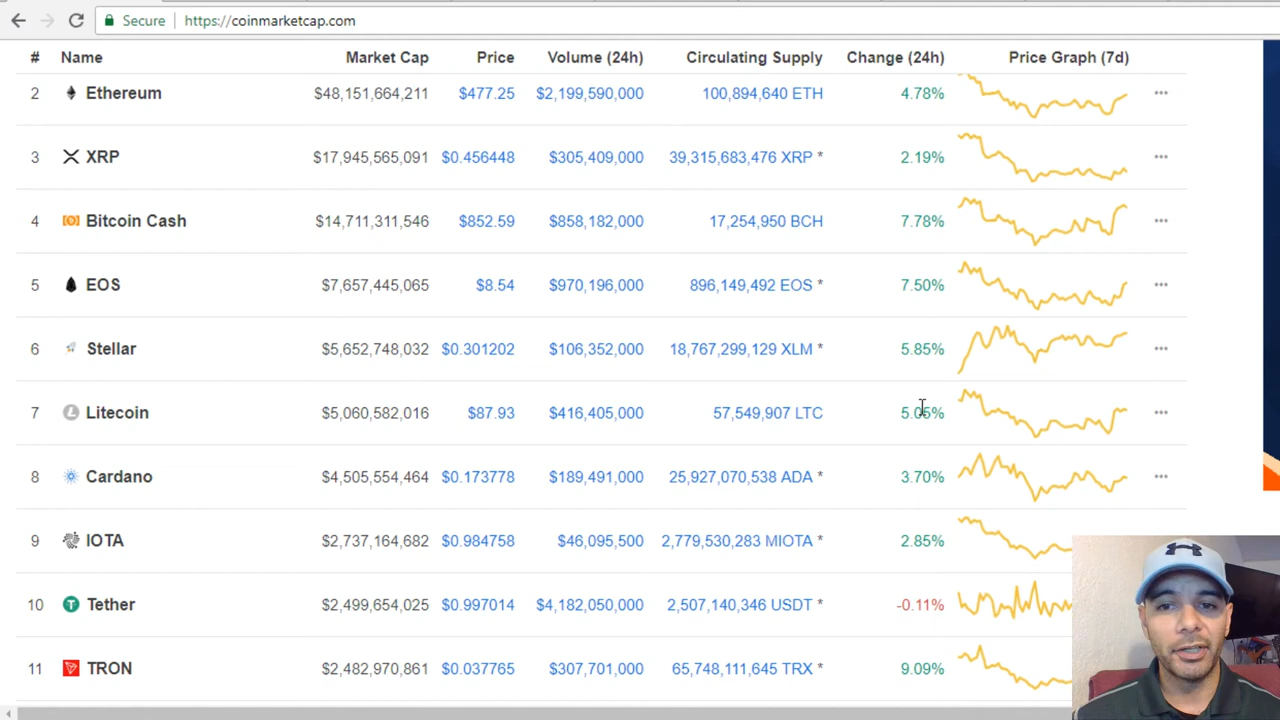 Secure https://coinmarketcap.com
# Name Market Cap Price Volume (24h) Circulating Supply Change (24h) Price Graph (7d)
2 Ethereum $48,151,664,211 $477.25 $2,199,590,000 100,894,640 ETH 4.78%
3 XRP $17,945,565,091 $0.456448 $305,409,000 39,315,683,476 XRP * 2.19%
4 Bitcoin Cash $14,711,311,546 $852.59 $858,182,000 17,254,950 BCH 7.78%
5 EOS $7,657,445,065 $8.54 $970,196,000 896,149,492 EOS * 7.50%
6 Stellar $5,652,748,032 $0.301202 $106,352,000 18,767,299,129 XLM * 5.85%
7 Litecoin $5,060,582,016 $87.93 $416,405,000 57,549,907 LTC 5.05%
8 Cardano $4,505,554,464 $0.173778 $189,491,000 25,927,070,538 ADA * 3.70%
9 IOTA $2,737,164,682 $0.984758 $46,095,500 2,779,530,283 MIOTA * 2.85%
10 Tether $2,499,654,025 $0.997014 $4,182,050,000 2,507,140,346 USDT * -0.11%
11 TRON $2,482,970,861 $0.037765 $307,701,000 65,748,111,645 TRX * 9.09%